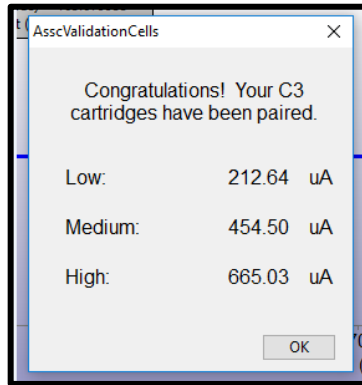 AsscValidationCells
Congratulations! Your C3
cartridges have been paired.
Low: 212.64 uA
Medium: 454.50 uA
High: 665.03 uA
OK